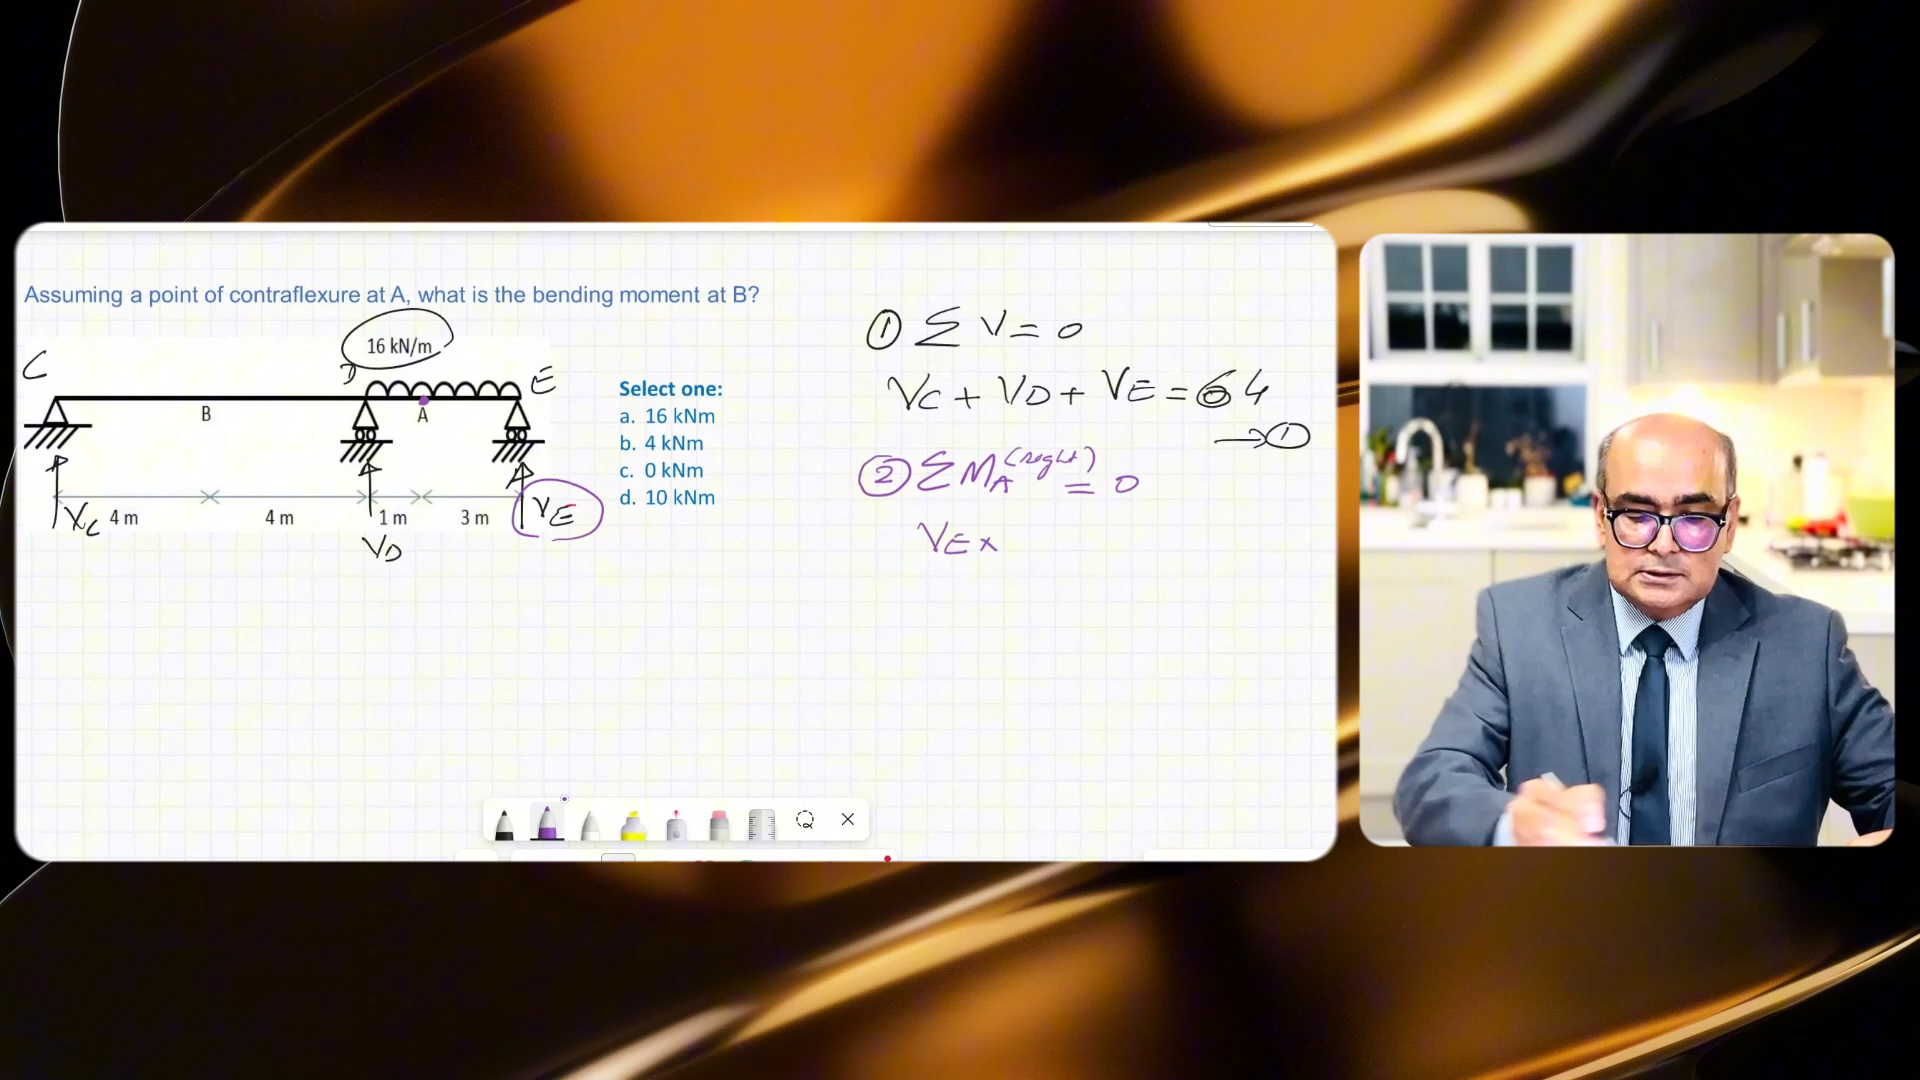 Assuming a point of contraflexure at A, what is the bending moment at B?
16 kN/m
C
D
E
B
A
4 m
4 m
1 m
3 m
VC
VD
VE
Select one:
a. 16 kNm
b. 4 kNm
c. 0 kNm
d. 10 kNm
① ΣV = 0
VC + VD + VE = 64
→ ①
② ΣMA (right) = 0
VE ×